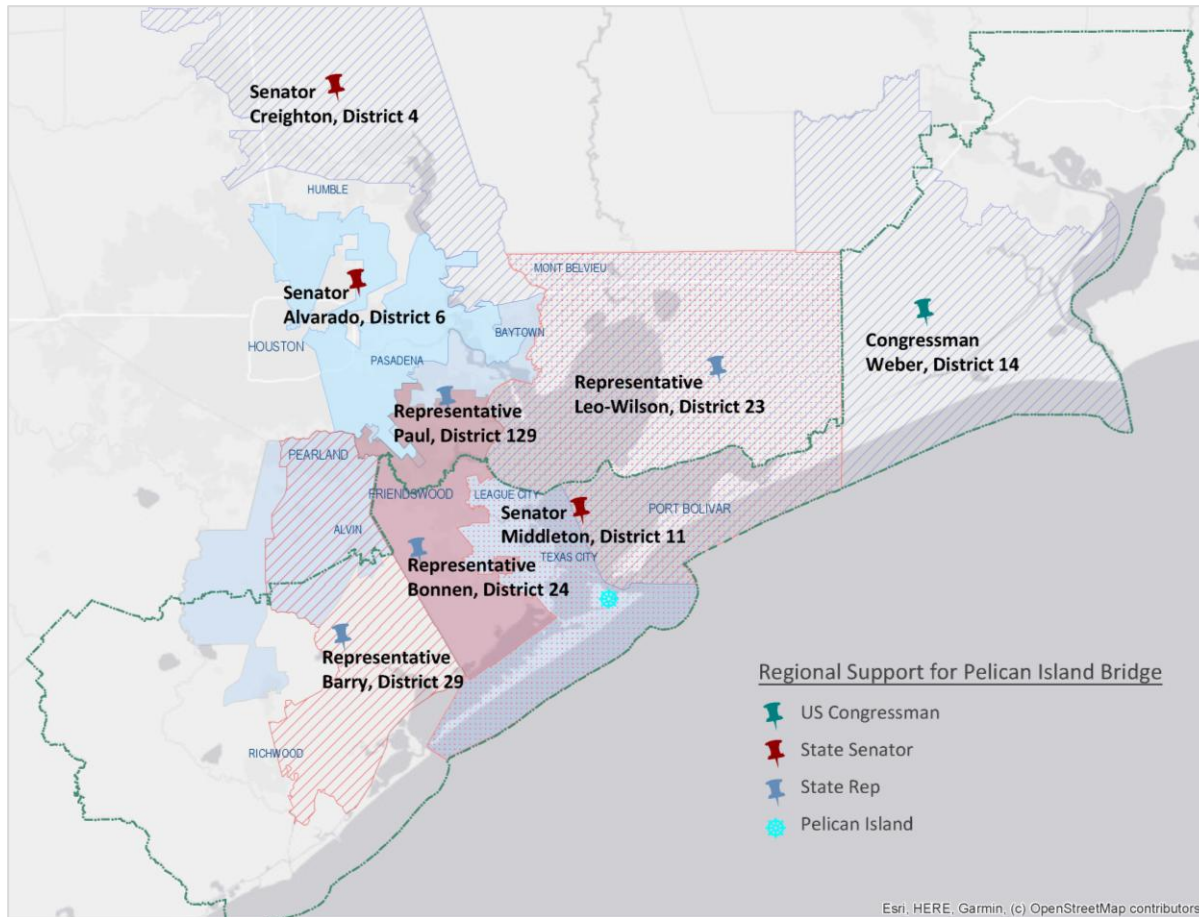 Senator
Creighton, District 4
HUMBLE
MONT BELVIEU
Senator
Alvarado, District 6
BAYTOWN
HOUSTON
PASADENA
Congressman
Weber, District 14
Representative
Leo-Wilson, District 23
Representative
Paul, District 129
PEARLAND
FRIENDSWOOD
LEAGUE CITY
Senator
Middleton, District 11
PORT BOLIVAR
ALVIN
TEXAS CITY
Representative
Bonnen, District 24
Representative
Barry, District 29
RICHWOOD
Regional Support for Pelican Island Bridge
US Congressman
State Senator
State Rep
Pelican Island
Esri, HERE, Garmin, (c) OpenStreetMap contributors